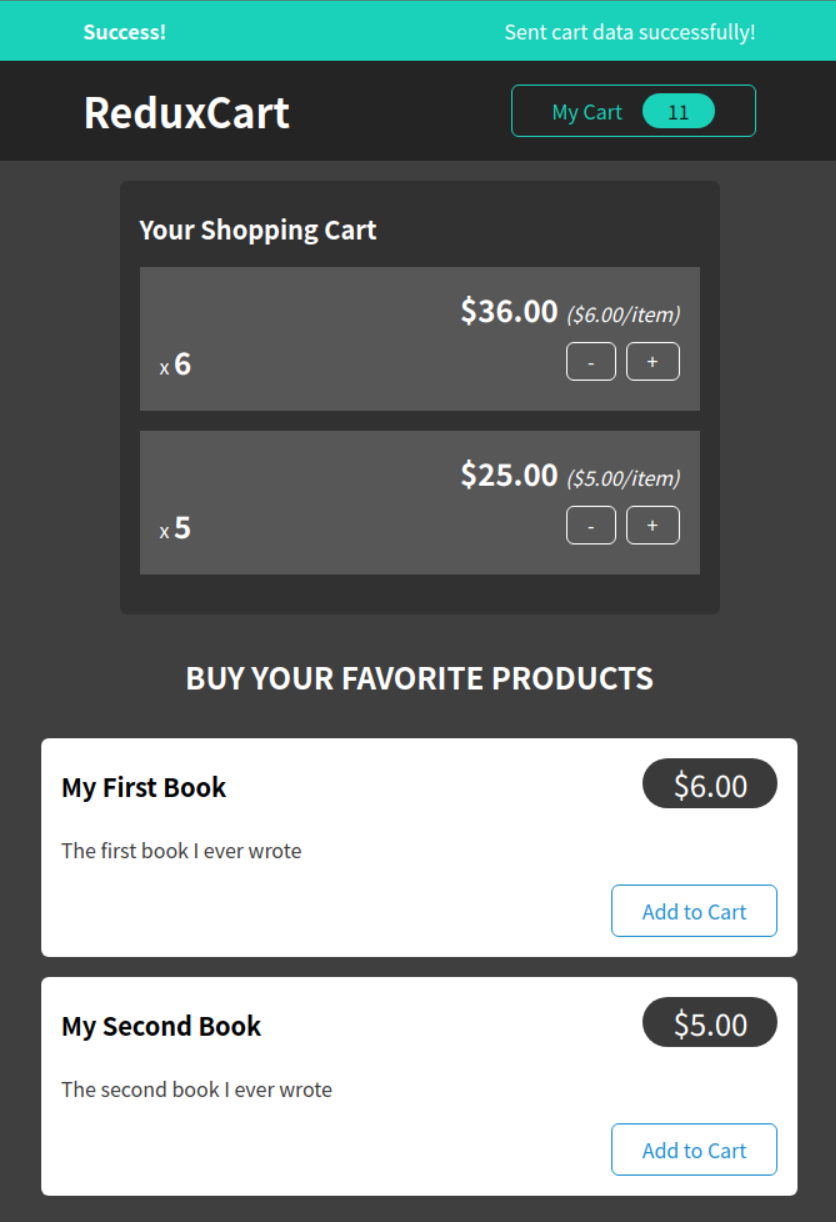 Success! Sent cart data successfully!
ReduxCart My Cart 11
Your Shopping Cart
$36.00 ($6.00/item)
x 6 - +
$25.00 ($5.00/item)
x 5 - +
BUY YOUR FAVORITE PRODUCTS
My First Book $6.00
The first book I ever wrote
Add to Cart
My Second Book $5.00
The second book I ever wrote
Add to Cart